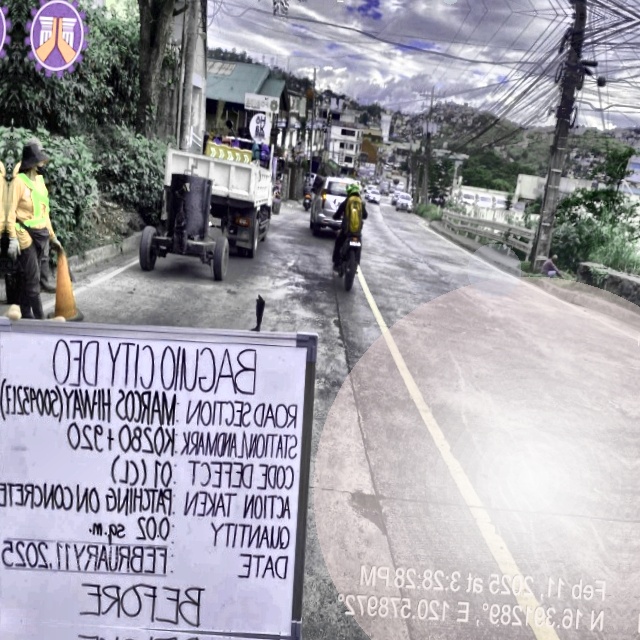 BAGUIO CITY DEO
ROAD SECTION : MARCOS HIWAY (S00952LZ)
STATION/LANDMARK : K0280+920
CODE DEFECT : 01 (L)
ACTION TAKEN : PATCHING ON CONCRETE
QUANTITY : 0.02 sq.m.
DATE : FEBRUARY 11, 2025
BEFORE
Feb 11, 2025 at 3:28:28 PM
N 16.391289°, E 120.578972°